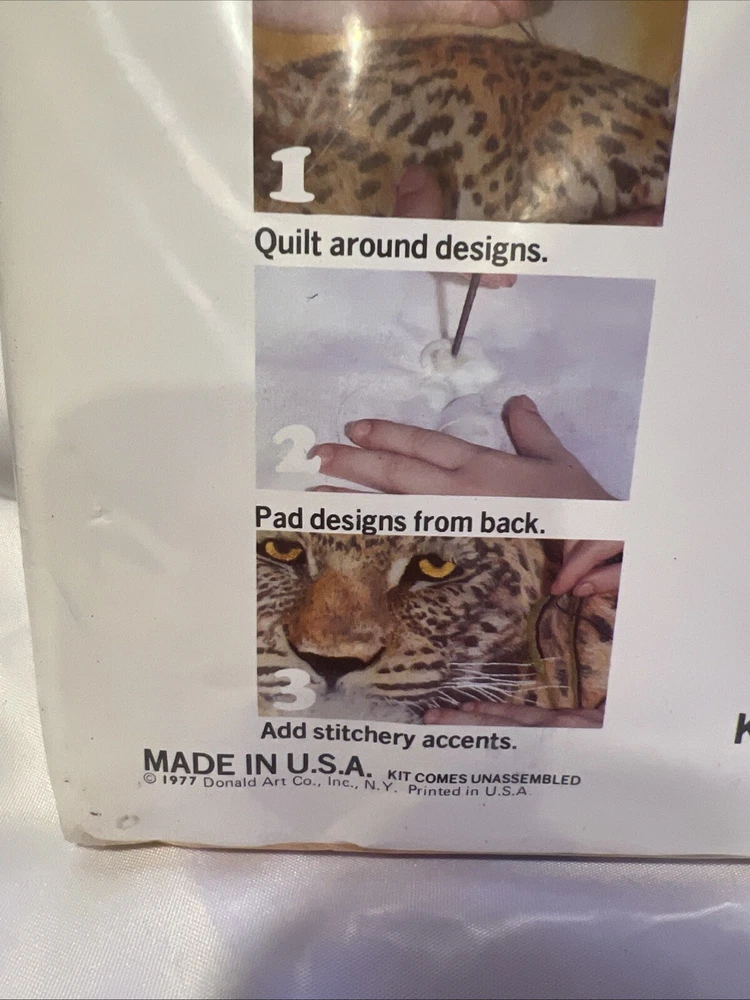 1
Quilt around designs.
2
Pad designs from back.
3
Add stitchery accents.
MADE IN U.S.A. KIT COMES UNASSEMBLED
© 1977 Donald Art Co., Inc., N.Y. Printed in U.S.A.